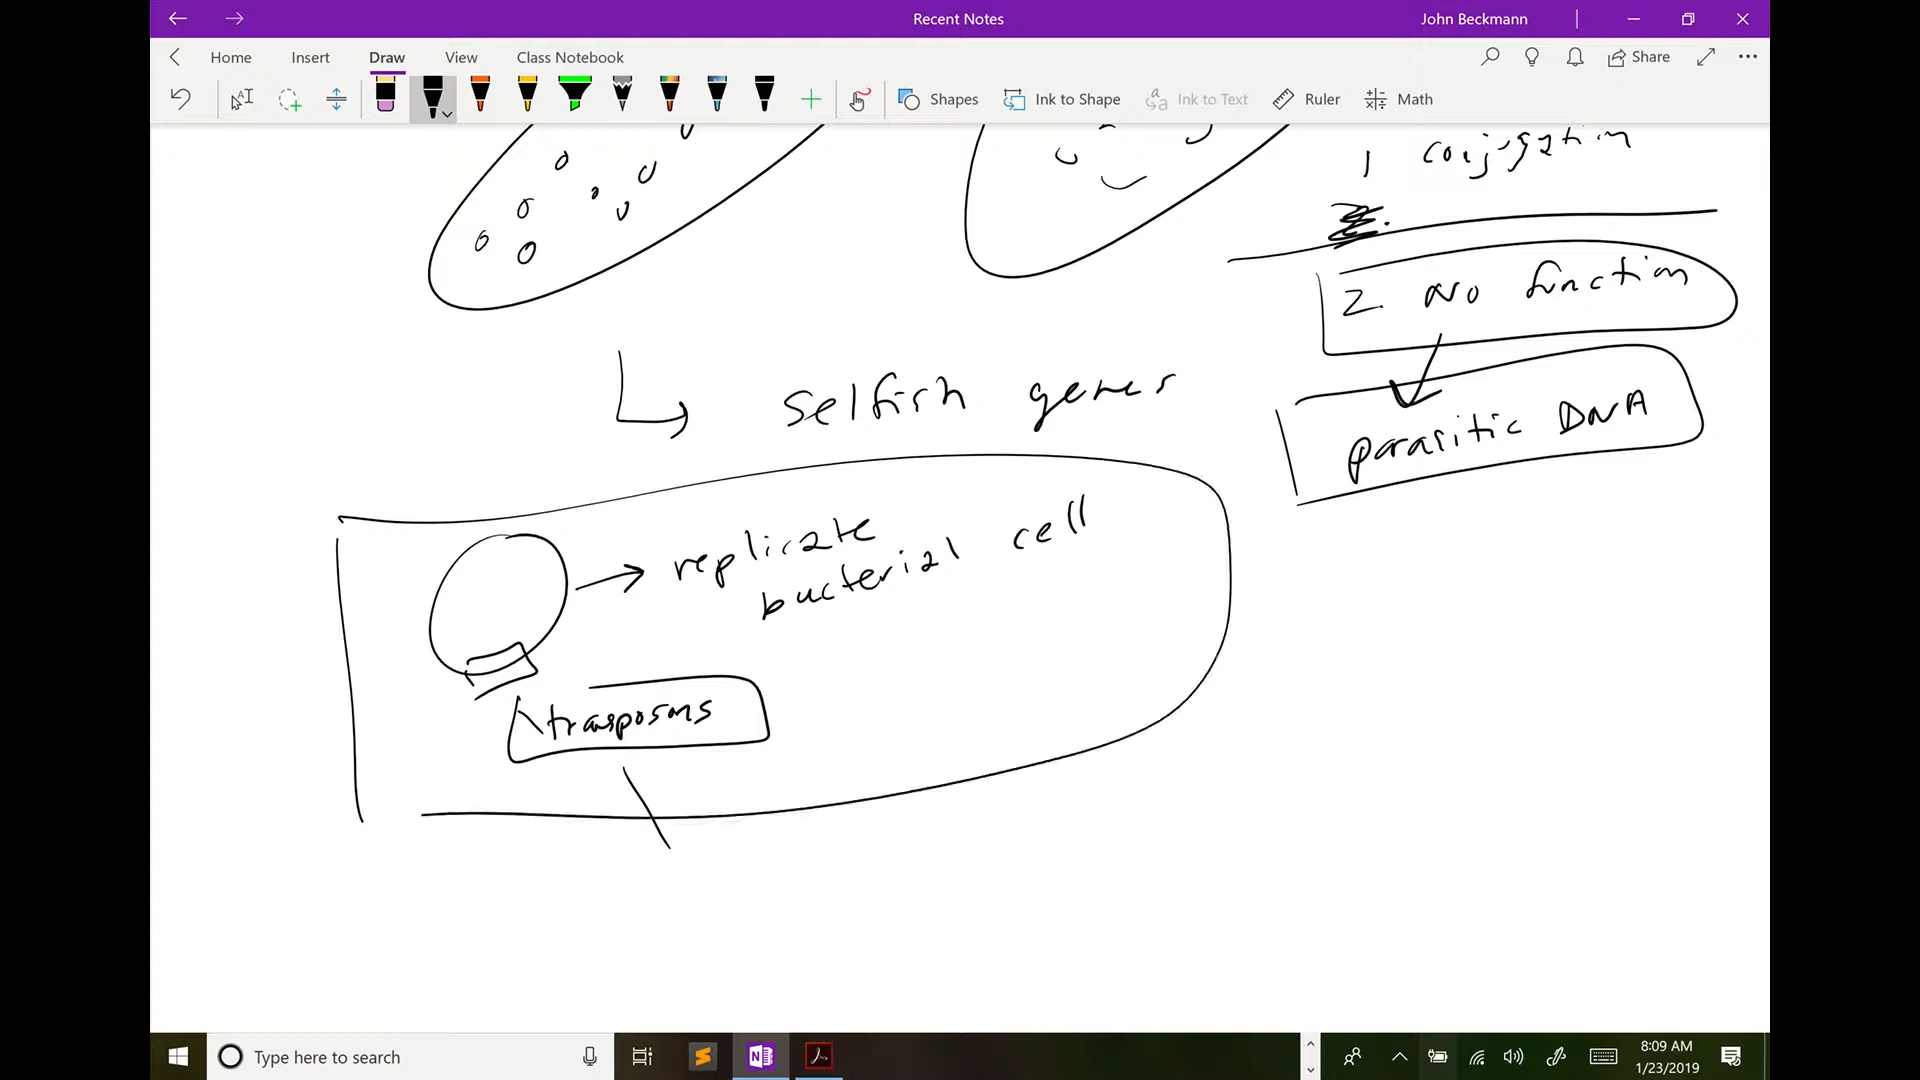 Recent Notes
John Beckmann
Home
Insert
Draw
View
Class Notebook
Share
Shapes
Ink to Shape
Ink to Text
Ruler
Math
1 conjugation
2. No function
parasitic DNA
selfish genes
replicate
bacterial cell
trasposons
Type here to search
8:09 AM
1/23/2019